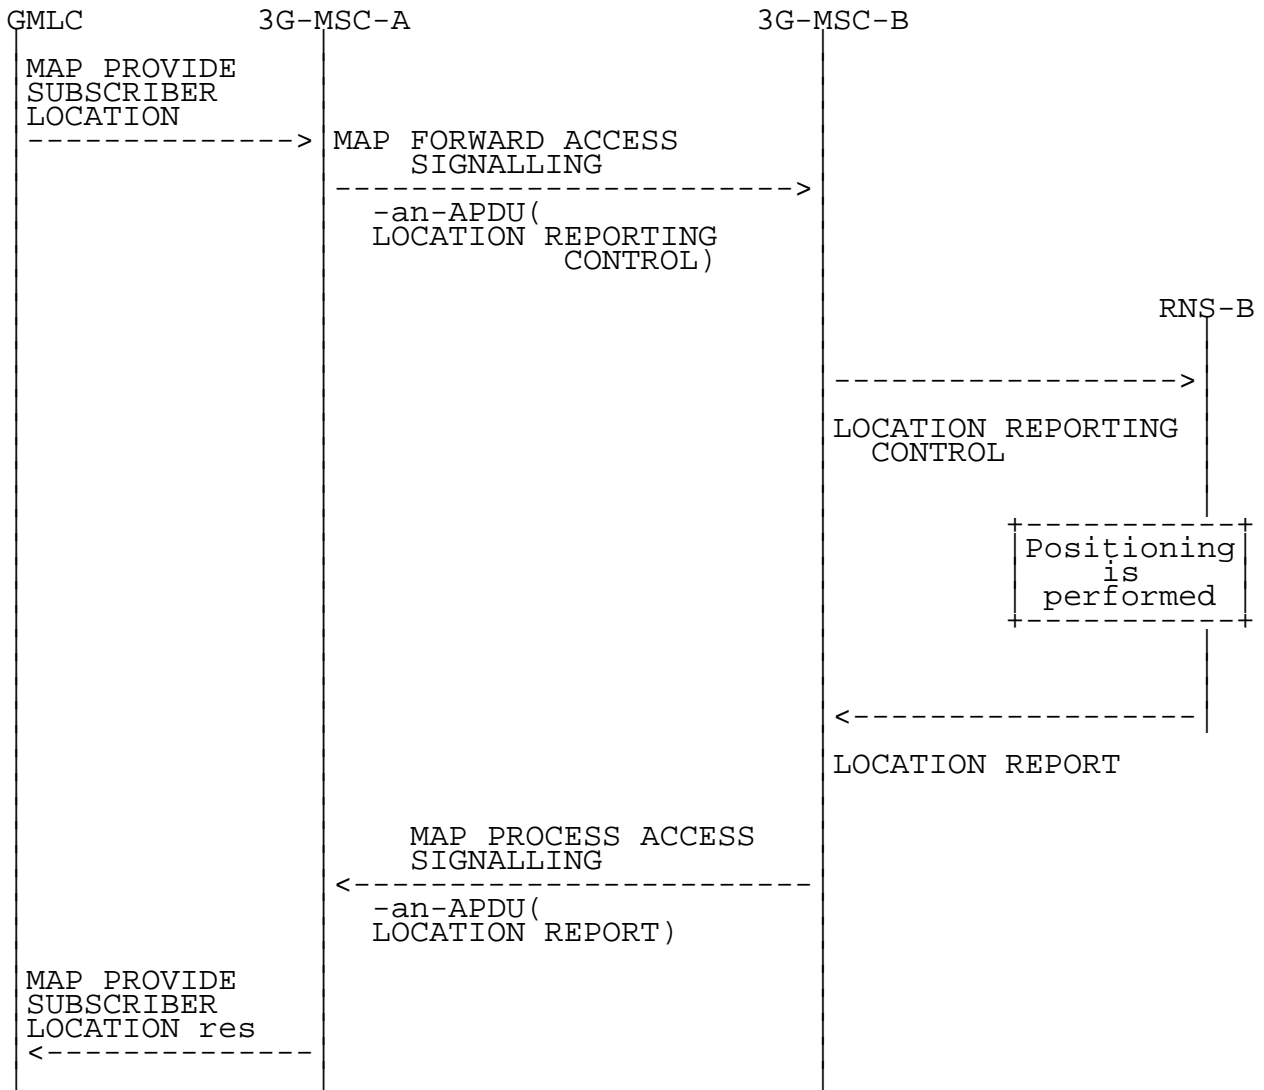 GMLC 3G-MSC-A 3G-MSC-B
MAP PROVIDE
SUBSCRIBER
LOCATION
MAP FORWARD ACCESS
SIGNALLING
-an-APDU(
LOCATION REPORTING
CONTROL)
RNS-B
LOCATION REPORTING
CONTROL
Positioning
is
performed
LOCATION REPORT
MAP PROCESS ACCESS
SIGNALLING
-an-APDU(
LOCATION REPORT)
MAP PROVIDE
SUBSCRIBER
LOCATION res